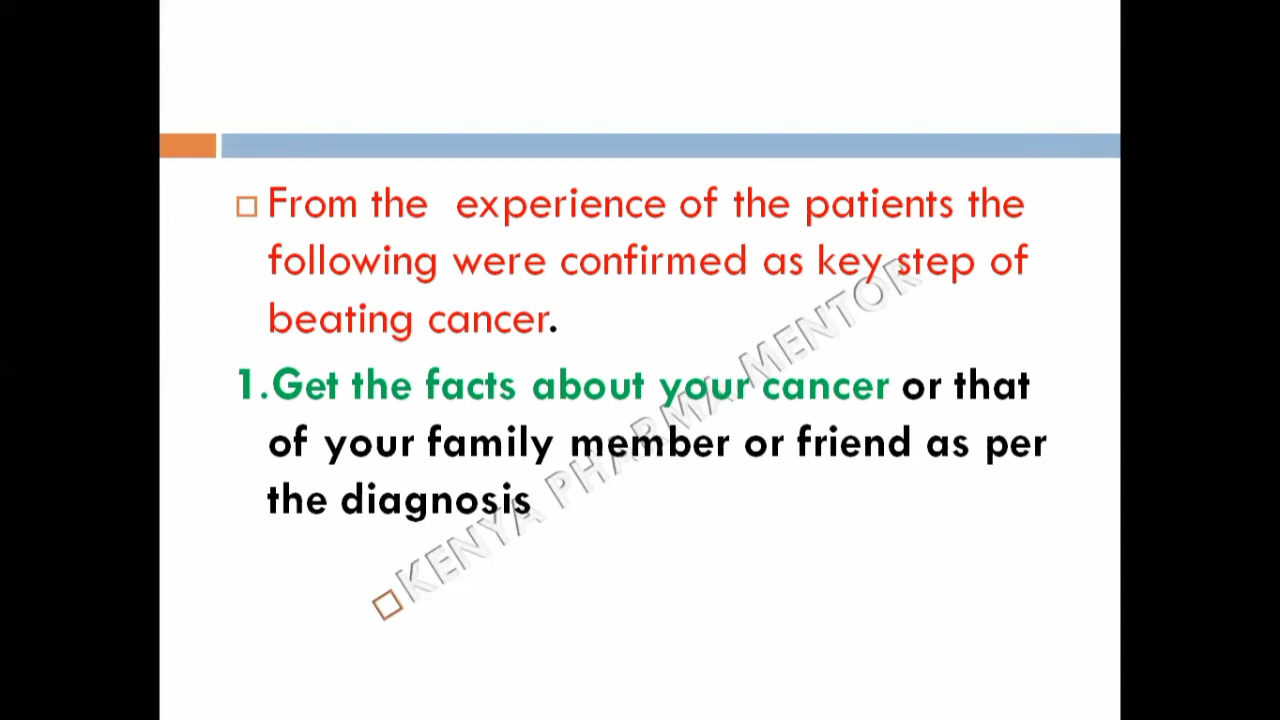 From the experience of the patients the
following were confirmed as key step of
beating cancer.
1.Get the facts about your cancer or that
of your family member or friend as per
the diagnosis
KENYA PHARMA MENTOR